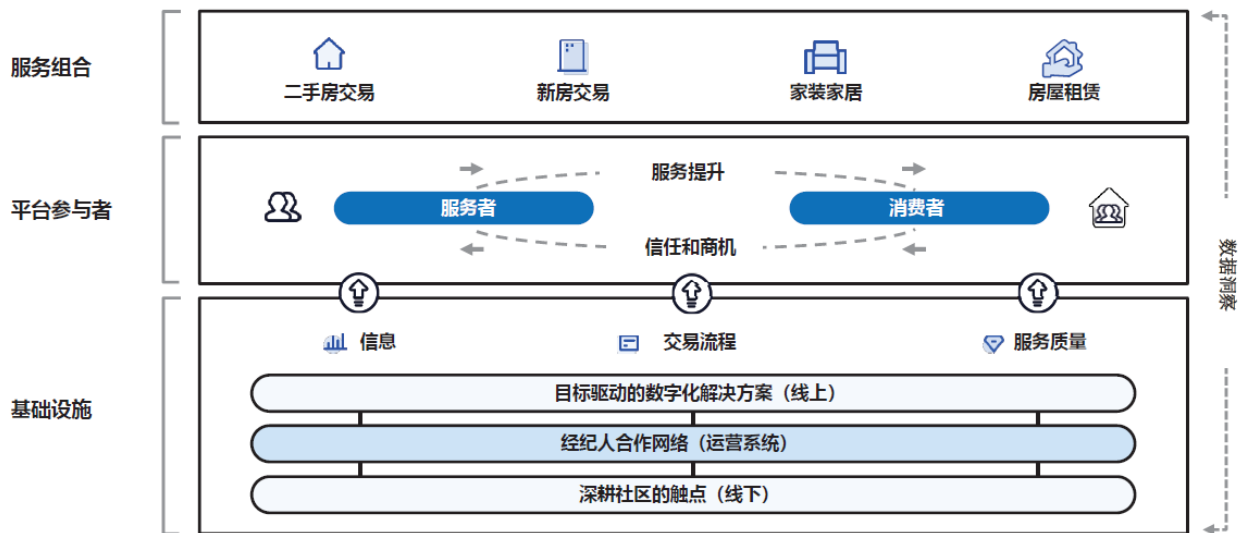 服务组合
二手房交易
新房交易
家装家居
房屋租赁
平台参与者
服务提升
服务者
消费者
信任和商机
数据洞察
基础设施
信息
交易流程
服务质量
目标驱动的数字化解决方案（线上）
经纪人合作网络（运营系统）
深耕社区的触点（线下）